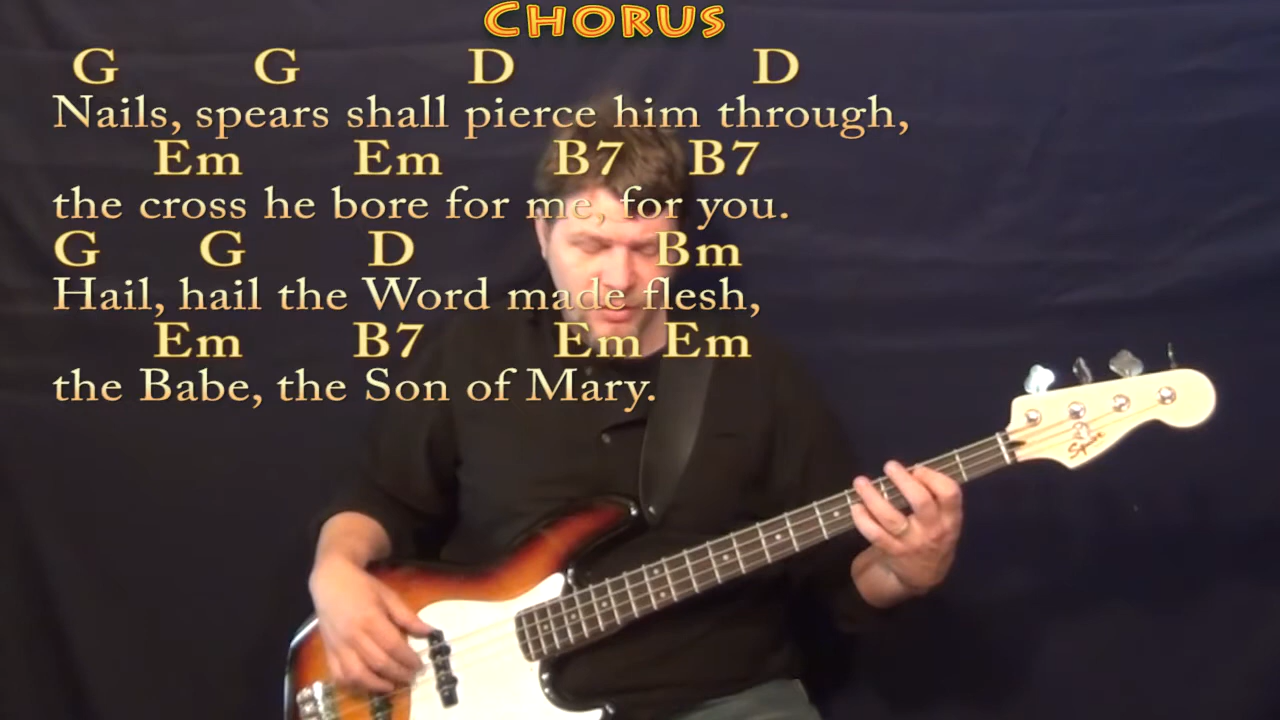 CHORUS
G G D D
Nails, spears shall pierce him through,
Em Em B7 B7
the cross he bore for me, for you.
G G D Bm
Hail, hail the Word made flesh,
Em B7 Em Em
the Babe, the Son of Mary.